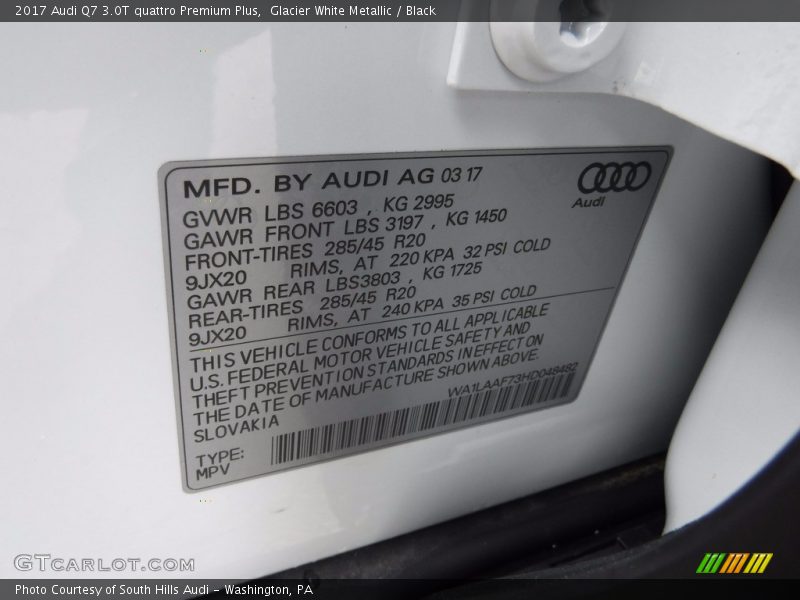 2017 Audi Q7 3.0T quattro Premium Plus,  Glacier White Metallic / Black
MFD. BY AUDI AG 03 17
Audi
GVWR LBS 6603 , KG 2995
GAWR FRONT LBS 3197 , KG 1450
FRONT-TIRES 285/45 R20
9JX20 RIMS, AT 220 KPA 32 PSI COLD
GAWR REAR LBS3803 , KG 1725
REAR-TIRES 285/45 R20
9JX20 RIMS, AT 240 KPA 35 PSI COLD
THIS VEHICLE CONFORMS TO ALL APPLICABLE
U.S. FEDERAL MOTOR VEHICLE SAFETY AND
THEFT PREVENTION STANDARDS IN EFFECT ON
THE DATE OF MANUFACTURE SHOWN ABOVE.
SLOVAKIA
WA1LAAF73HD048482
TYPE:
MPV
GTCARLOT.COM
Photo Courtesy of South Hills Audi - Washington, PA